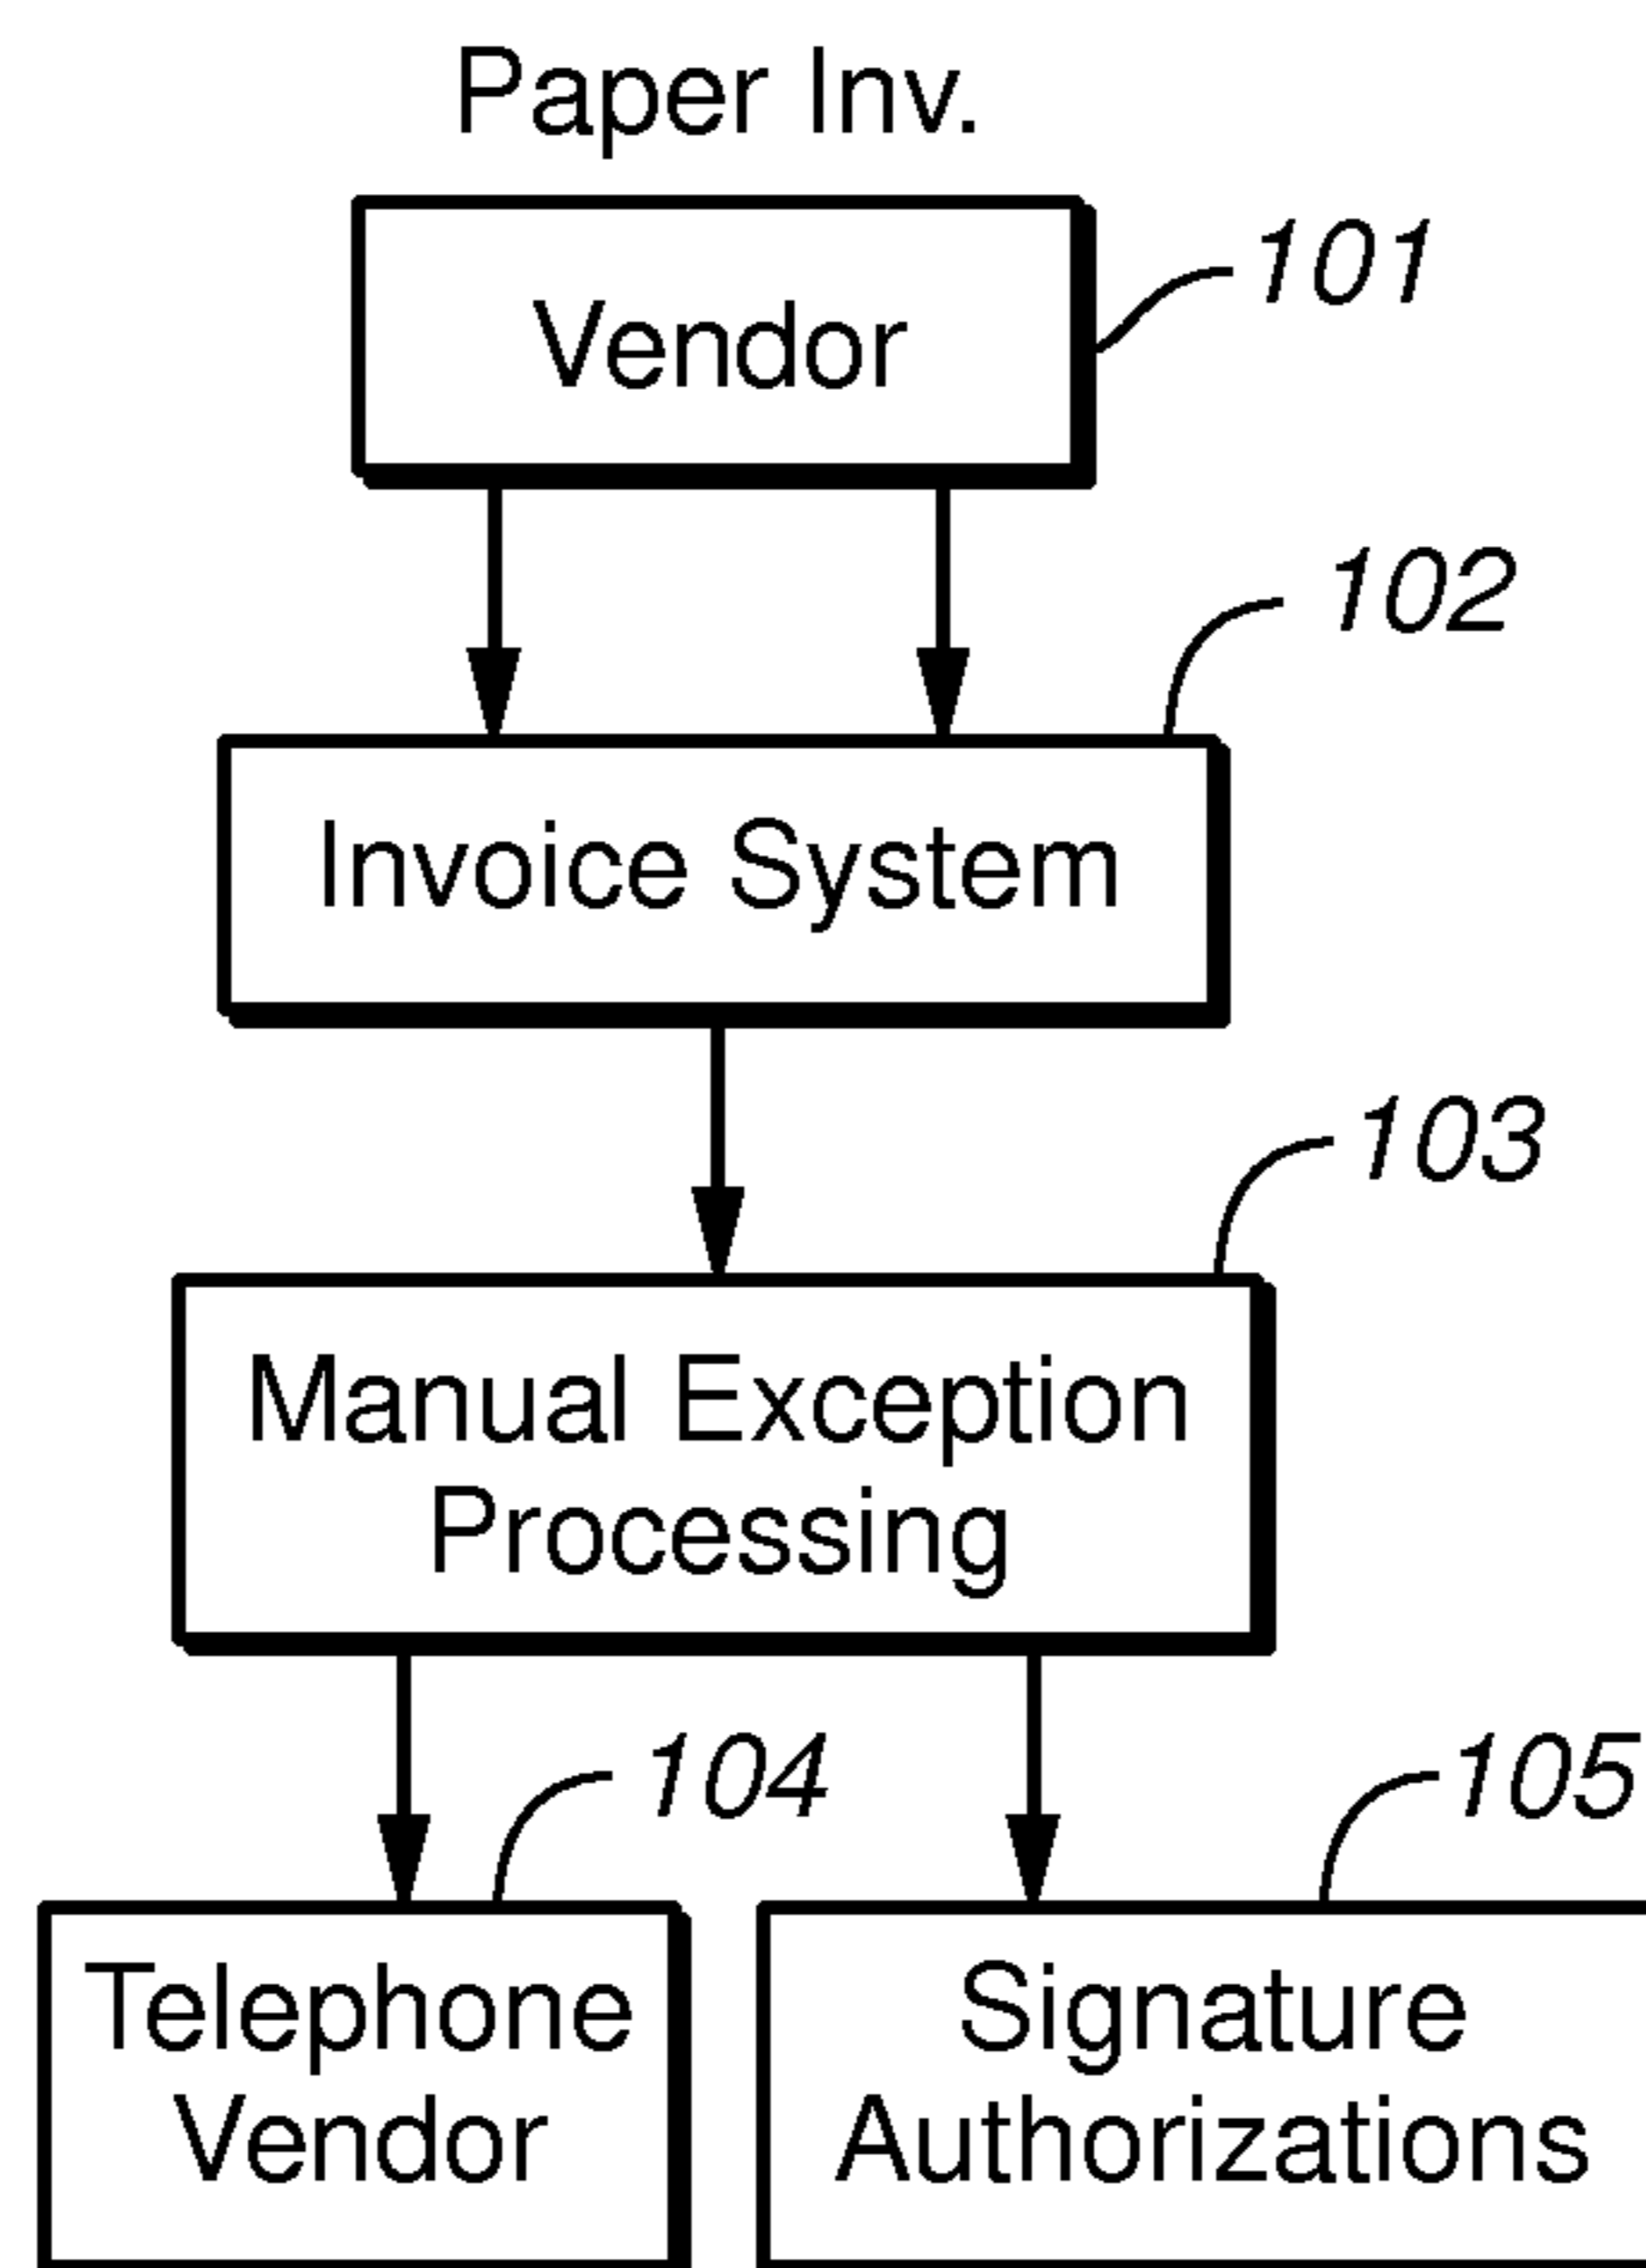 Paper Inv.
Vendor
101
102
Invoice System
103
Manual Exception
Processing
104
105
Telephone
Vendor
Signature
Authorizations